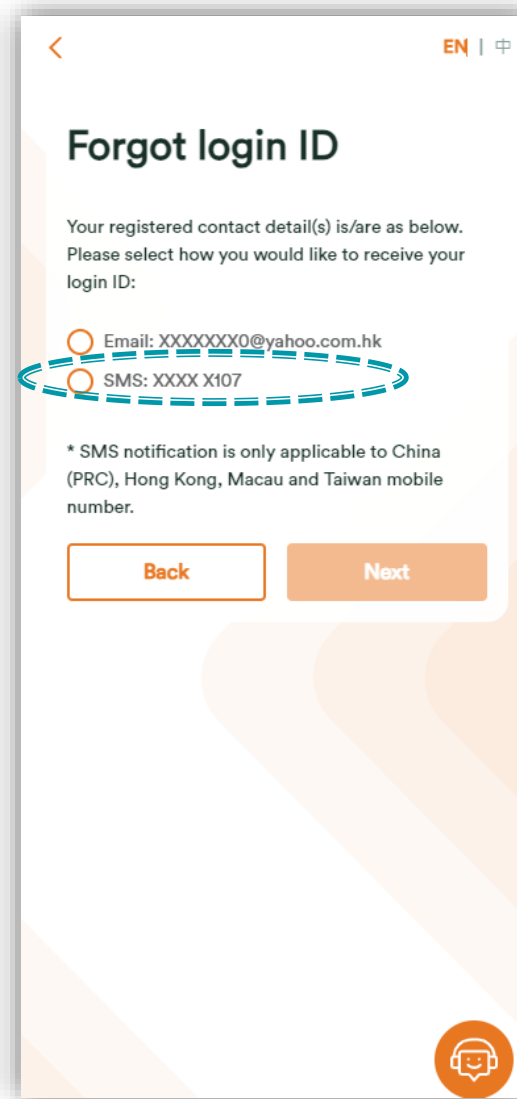 EN | 中
Forgot login ID
Your registered contact detail(s) is/are as below.
Please select how you would like to receive your
login ID:
Email: XXXXXXX0@yahoo.com.hk
SMS: XXXX X107
* SMS notification is only applicable to China
(PRC), Hong Kong, Macau and Taiwan mobile
number.
Back Next